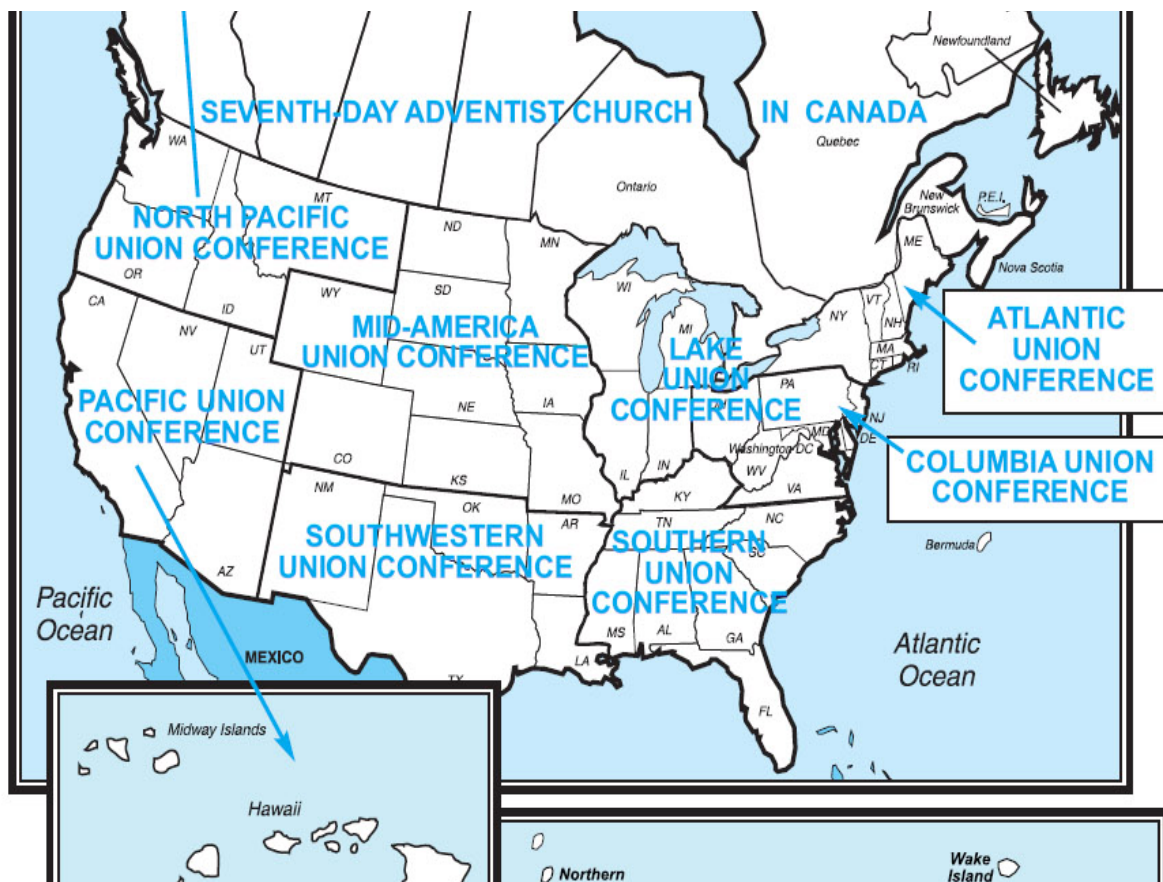 Newfoundland
SEVENTH-DAY ADVENTIST CHURCH IN CANADA
WA
Quebec
Ontario
MT
New
Brunswick
P.E.I.
NORTH PACIFIC
UNION CONFERENCE
ND
MN
ME
OR
Nova Scotia
WI
CA
ID
WY
SD
VT
NH
NY
NV
MI
MID-AMERICA
UNION CONFERENCE
LAKE
UNION
CONFERENCE
ATLANTIC
UNION
CONFERENCE
UT
MA
CT
RI
PA
PACIFIC UNION
CONFERENCE
NE
IA
NJ
MD
DE
Washington DC
CO
KS
IL
IN
WV
COLUMBIA UNION
CONFERENCE
MO
KY
VA
NM
OK
AR
TN
NC
SOUTHWESTERN
UNION CONFERENCE
SOUTHERN
UNION
CONFERENCE
SC
Bermuda
AZ
Pacific
Ocean
MS
AL
GA
Atlantic
Ocean
MEXICO
LA
TX
FL
Midway Islands
Hawaii
Northern
Wake
Island